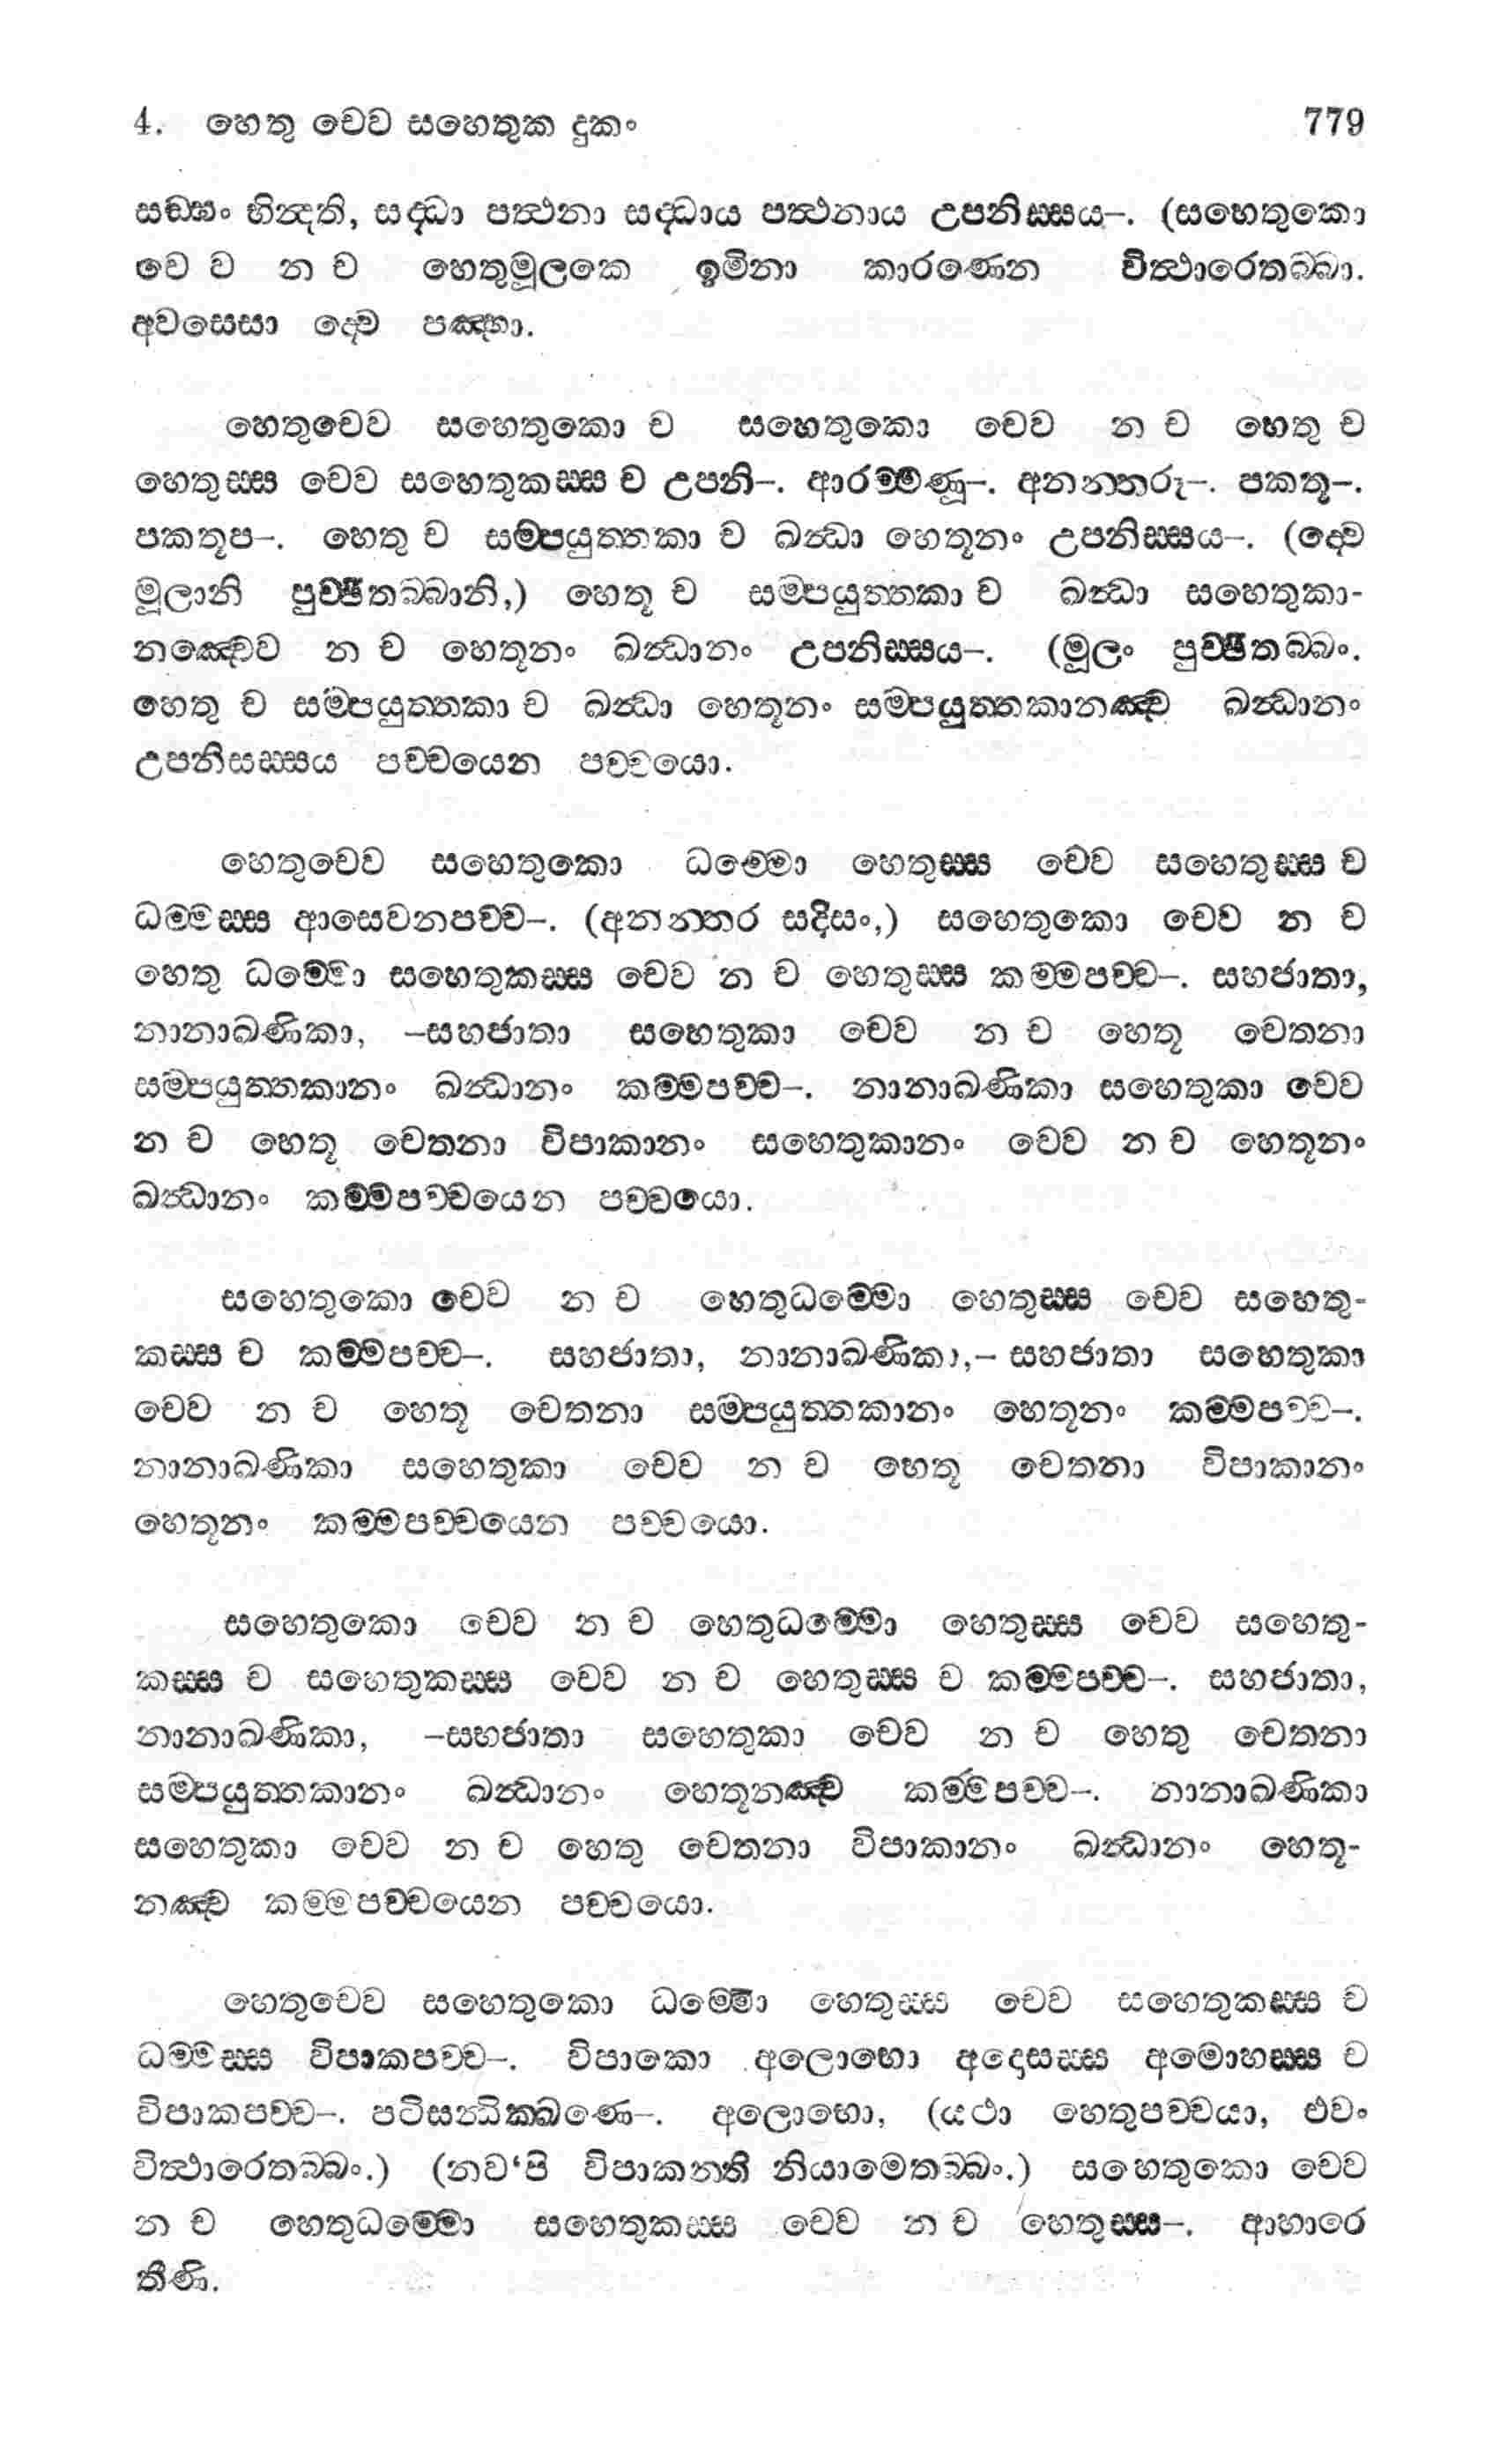 4. හෙතු චෙව සහෙතුක දුකං 779
සඞ්ඝං භින්දති, සද්ධා පත්ථනා සද්ධාය පත්ථනාය උපනිස්සය–. (සහෙතුකො
චෙ ව න ච හෙතුමූලකෙ ඉමිනා කාරණෙන විත්ථාරෙතබ්බා.
අවසෙසා ද්වෙ පඤ්හා.
හෙතුචෙව සහෙතුකො ච සහෙතුකො චෙව න ච හෙතු ච
හෙතුස්ස චෙව සහෙතුකස්ස ච උපනි–. ආරම්මණූ–. අනන්තරූ–. පකතූ–.
පකතූප–. හෙතු ච සම්පයුත්තකා ච ඛන්ධා හෙතූනං උපනිස්සය–. (ද්වෙ
මූලානි පුච්ඡිතබ්බානි,) හෙතූ ච සම්පයුත්තකා ච ඛන්ධා සහෙතුකා-
නඤ්චෙව න ච හෙතූනං ඛන්ධානං උපනිස්සය–. (මූලං පුච්ඡිතබ්බං.
හෙතු ච සම්පයුත්තකා ච ඛන්ධා හෙතූනං සම්පයුත්තකානඤ්ච ඛන්ධානං
උපනිසස්සය පච්චයෙන පච්චයො.
හෙතුචෙව සහෙතුකො ධම්මො හෙතුස්ස චෙව සහෙතුස්ස ච
ධම්මස්ස ආසෙවනපච්ච–. (අනන්තර සදිසං,) සහෙතුකො චෙව න ච
හෙතු ධම්මො සහෙතුකස්ස චෙව න ච හෙතුස්ස කම්මපච්ච–. සහජාතා,
නානාඛණිකා, –සහජාතා සහෙතුකා චෙව න ච හෙතූ චෙතනා
සම්පයුත්තකානං ඛන්ධානං කම්මපච්ච–. නානාඛණිකා සහෙතුකා චෙව
න ච හෙතූ චෙතනා විපාකානං සහෙතුකානං චෙව න ච හෙතූනං
ඛන්ධානං කම්මපච්චයෙන පච්චයො.
සහෙතුකො චෙව න ච හෙතුධම්මො හෙතුස්ස චෙව සහෙතු-
කස්ස ච කම්මපච්ච–. සහජාතා, නානාඛණිකා,– සහජාතා සහෙතුකා
චෙව න ච හෙතූ චෙතනා සම්පයුත්තකානං හෙතූනං කම්මපච්ච–.
නානාඛණිකා සහෙතුකා චෙව න ච හෙතූ චෙතනා විපාකානං
හෙතූනං කම්මපච්චයෙන පච්චයො.
සහෙතුකො චෙව න ච හෙතුධම්මො හෙතුස්ස චෙව සහෙතු-
කස්ස ච සහෙතුකස්ස චෙව න ච හෙතුස්ස ච කම්මපච්ච–. සහජාතා,
නානාඛණිකා, –සහජාතා සහෙතුකා චෙව න ච හෙතු චෙතනා
සම්පයුත්තකානං ඛන්ධානං හෙතූනඤ්ච කම්මපච්ච–. නානාඛණිකා
සහෙතුකා චෙව න ච හෙතු චෙතනා විපාකානං ඛන්ධානං හෙතූ-
නඤ්ච කම්මපච්චයෙන පච්චයො.
හෙතුචෙව සහෙතුකො ධම්මො හෙතුස්ස චෙව සහෙතුකස්ස ච
ධම්මස්ස විපාකපච්ච–. විපාකො අලොභො අදොසස්ස අමොහස්ස ච
විපාකපච්ච–. පටිසන්ධික්ඛණෙ–. අලොභො, (යථා හෙතුපච්චයා, එවං
විත්ථාරෙතබ්බං.) (නව‘පි විපාකන්ති නියාමෙතබ්බං.) සහෙතුකො චෙව
න ච හෙතුධම්මො සහෙතුකස්ස චෙව න ච හෙතුස්ස–. ආහාරෙ
තීණි.